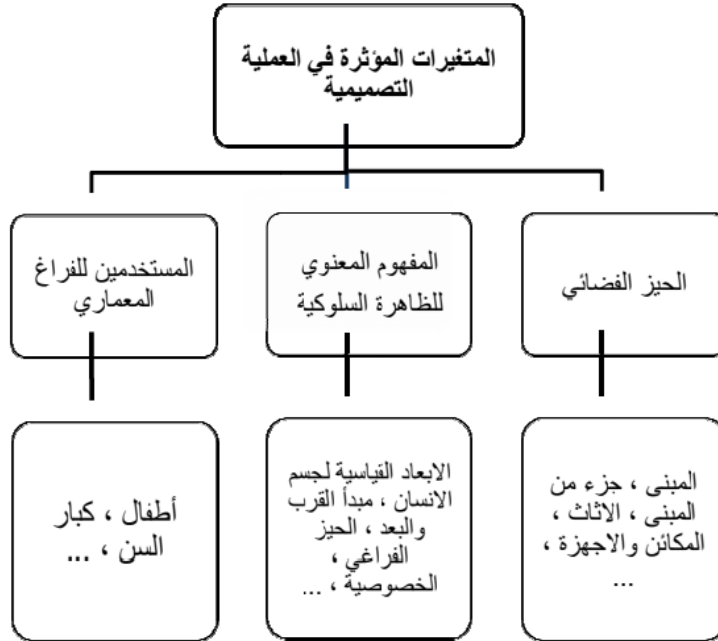 المتغيرات المؤثرة في العملية
التصميمية
الحيز الفضائي
المفهوم المعنوي
للظاهرة السلوكية
المستخدمين للفراغ
المعماري
المبنى ، جزء من
المبنى ، الاثاث ،
المكائن والاجهزة ،
...
الابعاد القياسية لجسم
الانسان ، مبدأ القرب
والبعد ، الحيز
الفراغي ،
الخصوصية ، ...
أطفال ، كبار
السن ، ...